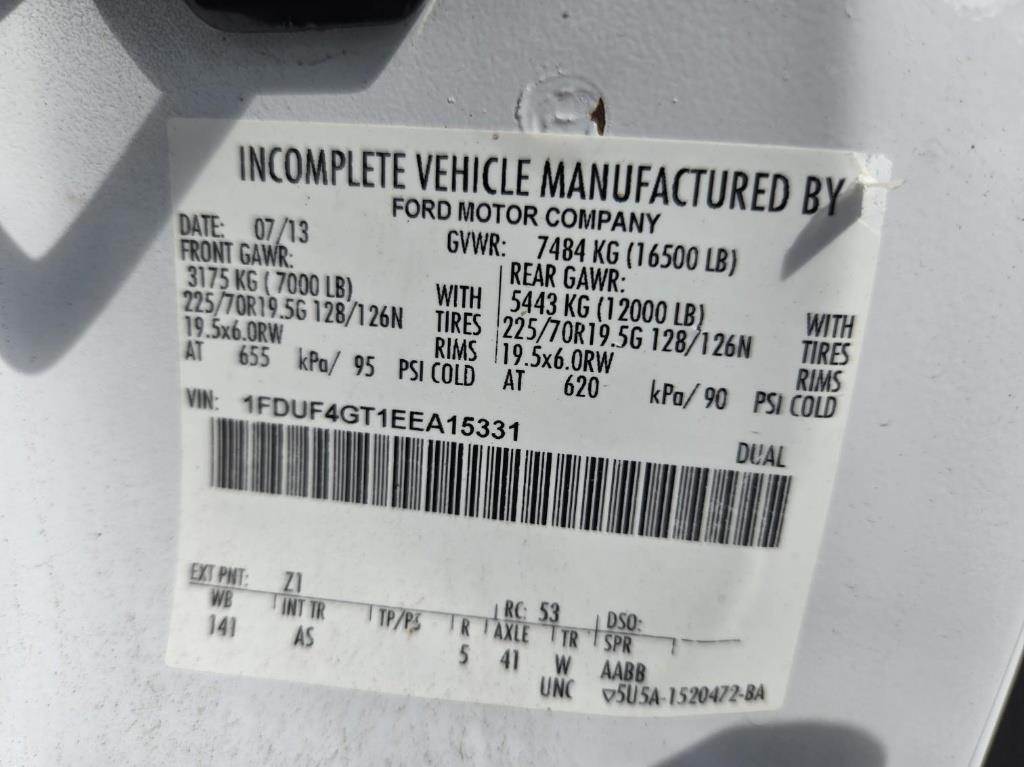 INCOMPLETE VEHICLE MANUFACTURED BY
FORD MOTOR COMPANY
DATE: 07/13 GVWR: 7484 KG (16500 LB)
FRONT GAWR: REAR GAWR:
3175 KG ( 7000 LB) WITH 5443 KG (12000 LB) WITH
225/70R19.5G 128/126N TIRES 225/70R19.5G 128/126N TIRES
19.5x6.0RW RIMS 19.5x6.0RW RIMS
AT 655 kPa/ 95 PSI COLD AT 620 kPa/ 90 PSI COLD
VIN: 1FDUF4GT1EEA15331
DUAL
EXT PNT: Z1 RC: 53 DSO:
WB INT TR TP/PS R AXLE TR SPR
141 AS 5 41 W AABB
UNC ▽5U5A-1520472-BA